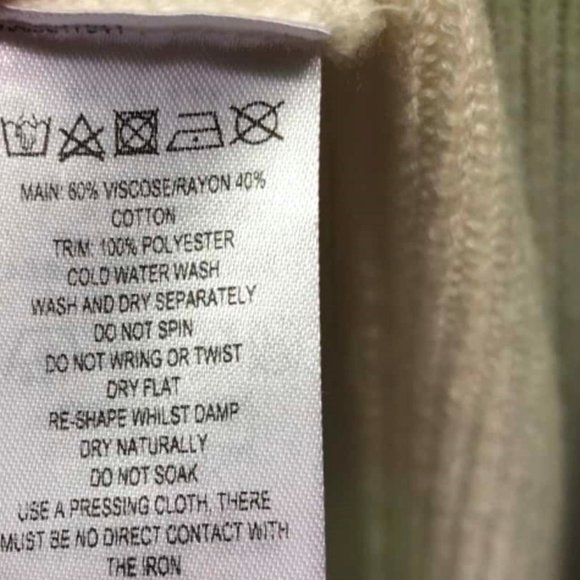 MAIN: 60% VISCOSE/RAYON 40%
COTTON
TRIM: 100% POLYESTER
COLD WATER WASH
WASH AND DRY SEPARATELY
DO NOT SPIN
DO NOT WRING OR TWIST
DRY FLAT
RE-SHAPE WHILST DAMP
DRY NATURALLY
DO NOT SOAK
USE A PRESSING CLOTH, THERE
MUST BE NO DIRECT CONTACT WITH
THE IRON